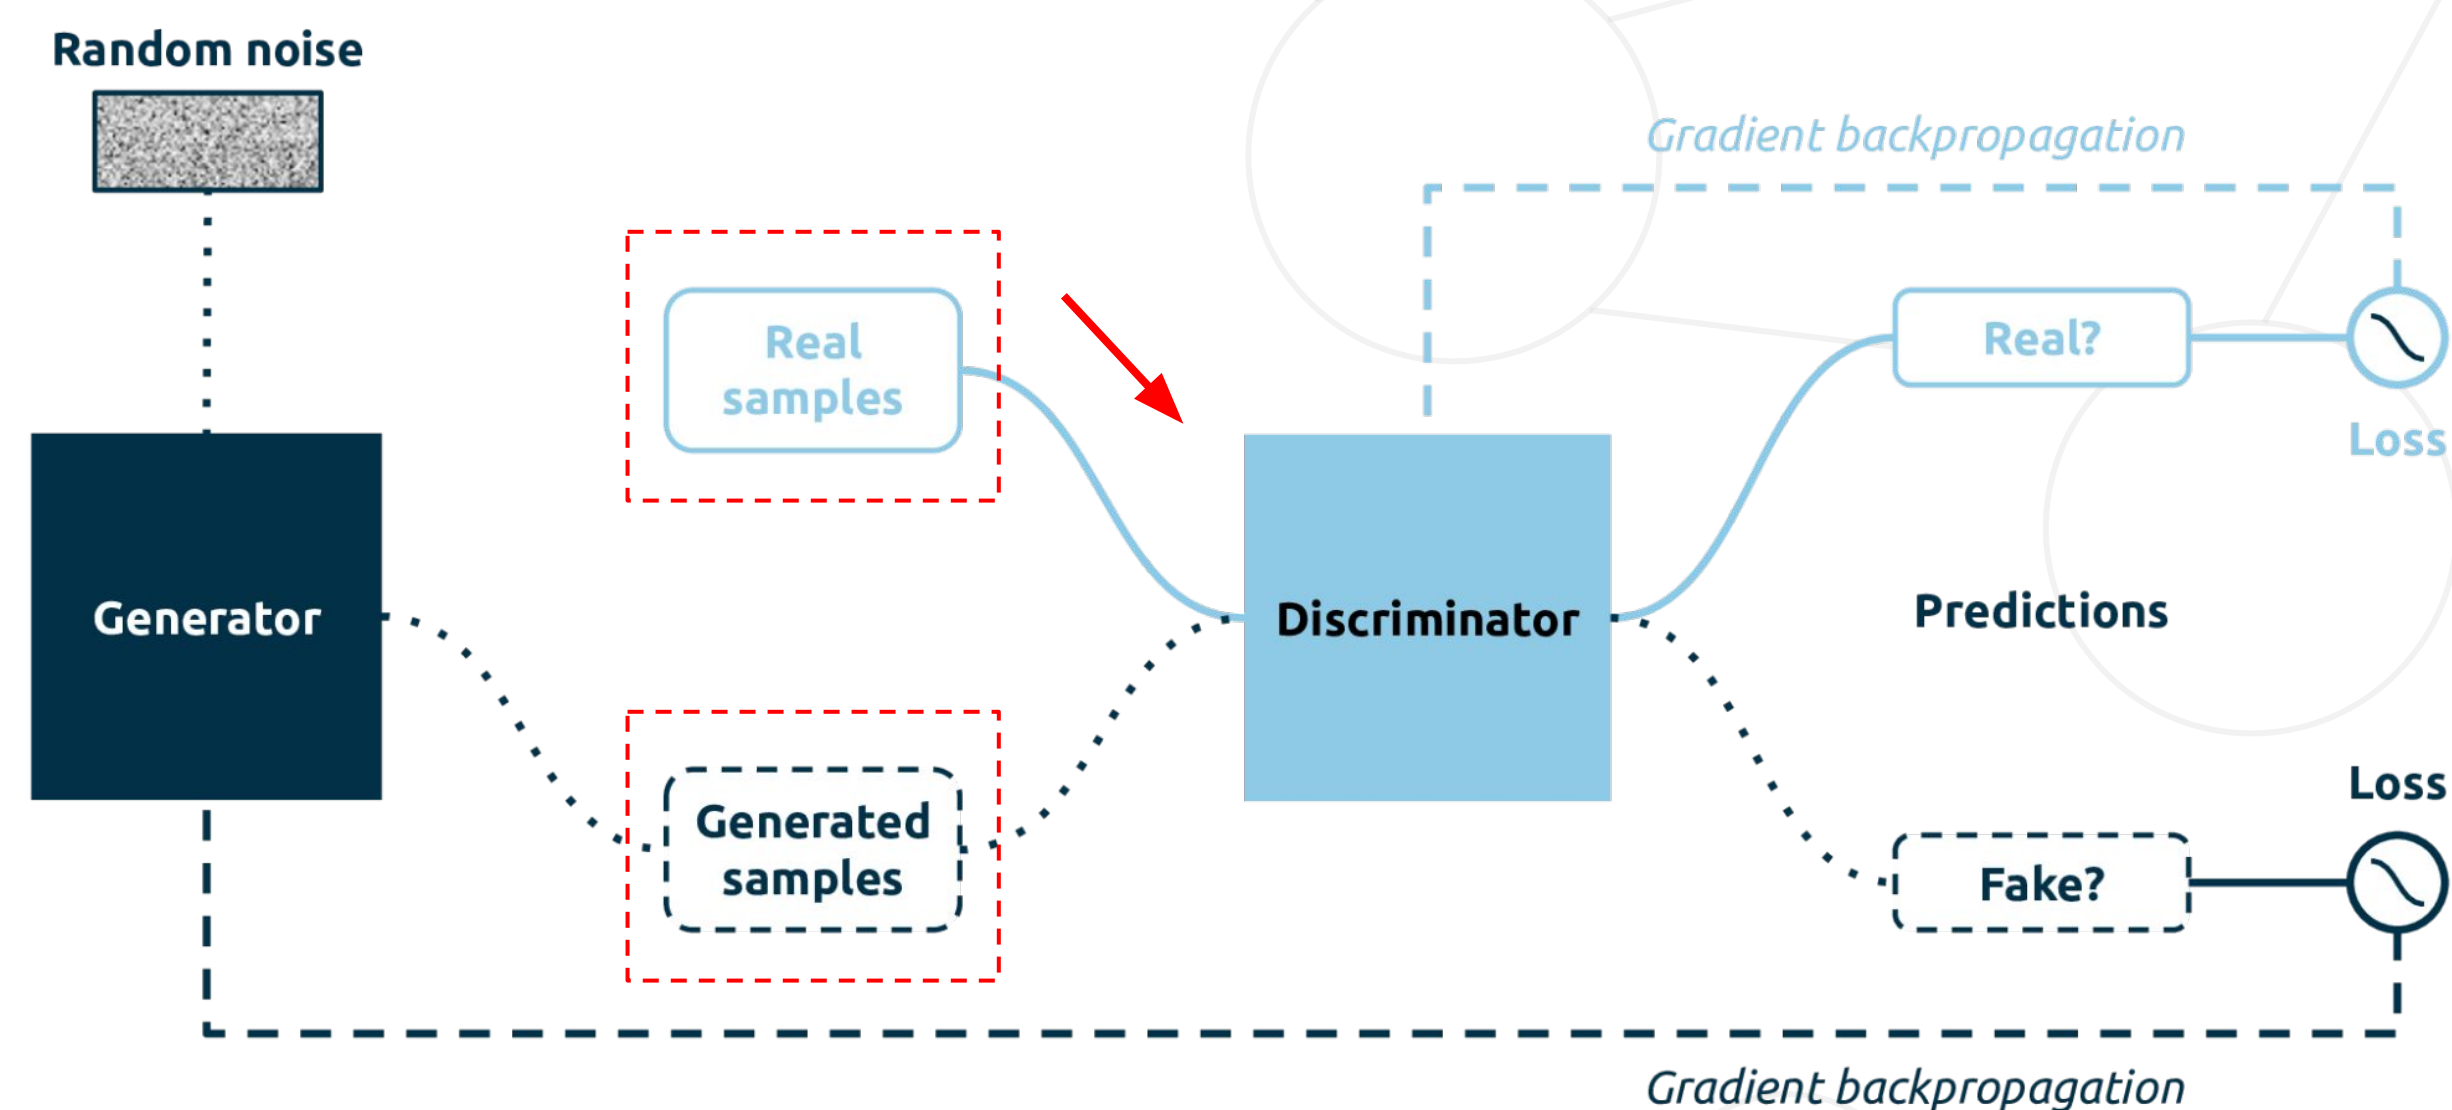 Random noise
Gradient backpropagation
Real
samples
Real?
Loss
Generator
Discriminator
Predictions
Generated
samples
Loss
Fake?
Gradient backpropagation